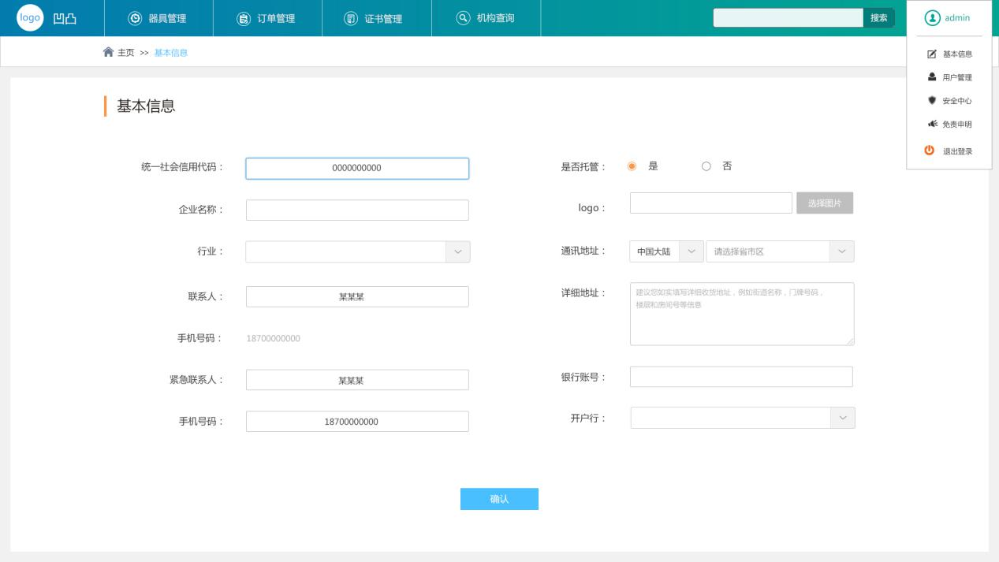 logo 凹凸 器具管理 订单管理 证书管理 机构查询 搜索 admin
主页 >> 基本信息
基本信息
用户管理
安全中心
免责申明
退出登录
基本信息
统一社会信用代码： 0000000000
企业名称：
行业：
联系人： 某某某
手机号码： 18700000000
紧急联系人： 某某某
手机号码： 18700000000
是否托管： 是 否
logo： 选择图片
通讯地址： 中国大陆 请选择省市区
详细地址： 建议您如实填写详细收货地址，例如街道名称，门牌号码，
楼层和房间号等信息
银行账号：
开户行：
确认